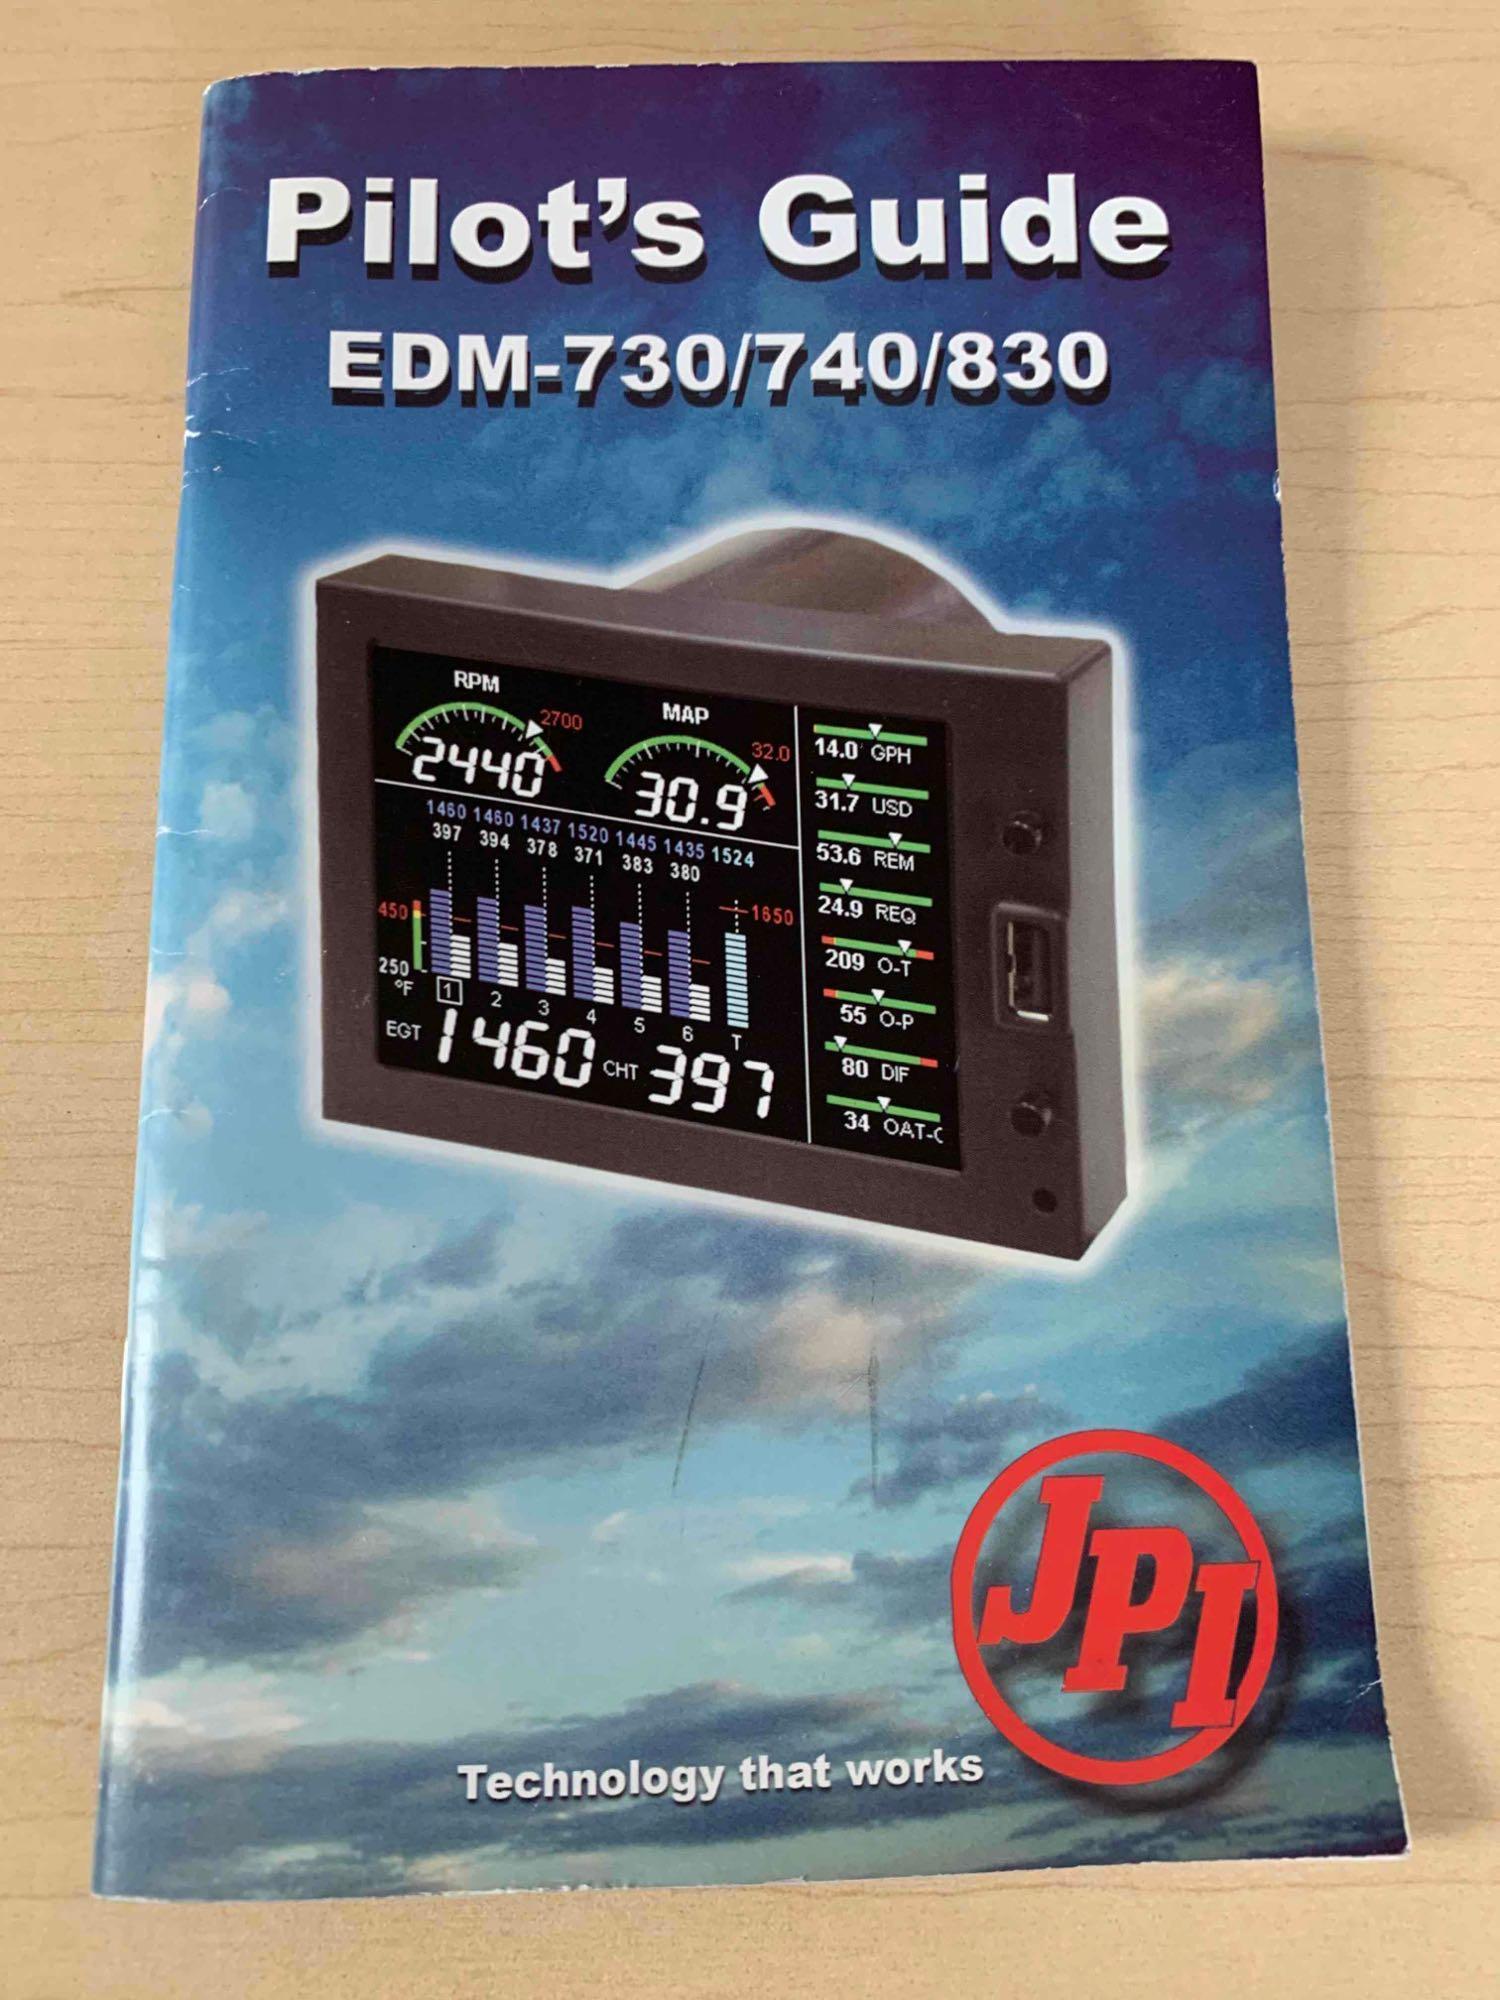 Pilot's Guide
EDM-730/740/830
RPM
2700
2440
MAP
32.0
30.9
1460 1460 1437 1520 1445 1435 1524
397 394 378 371 383 380
450
250
°F
1650
1 2 3 4 5 6 T
EGT 1460 CHT 397
14.0 GPH
31.7 USD
53.6 REM
24.9 REQ
209 O-T
55 O-P
80 DIF
34 OAT-C
JPI
Technology that works